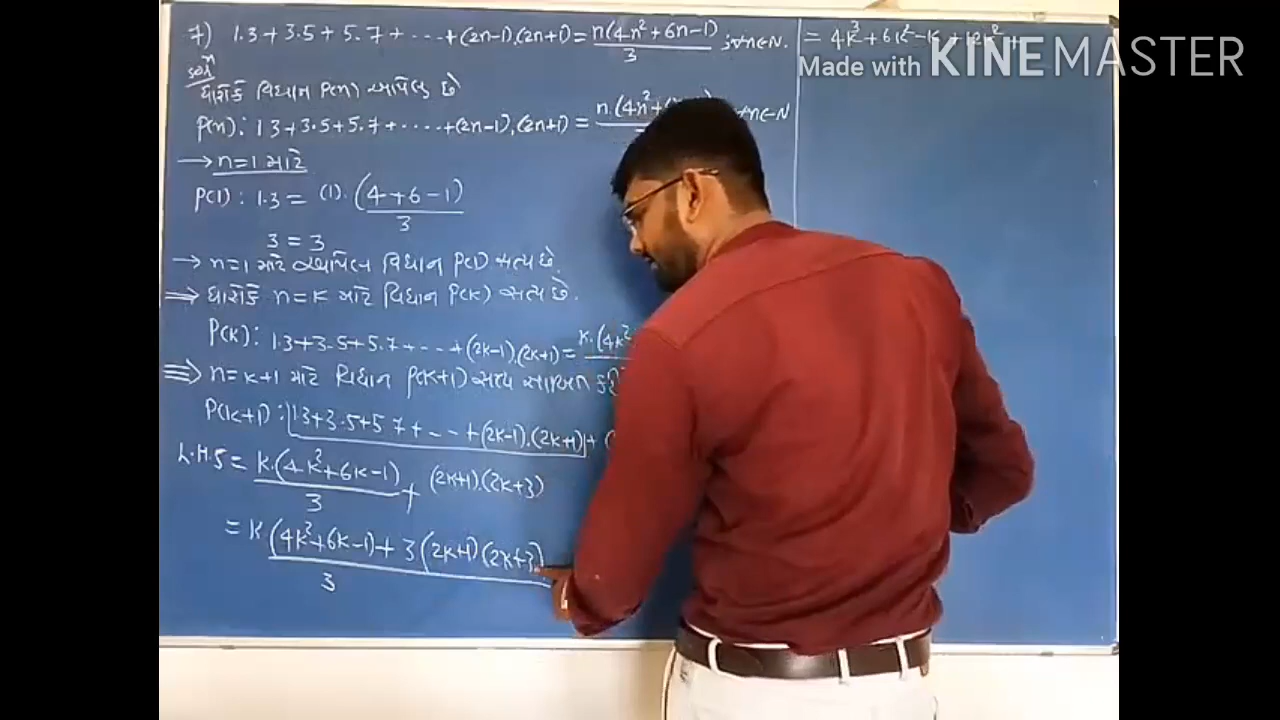 7) 1.3 + 3.5 + 5.7 + ---- + (2n-1).(2n+1) = n(4n²+6n-1)/3 ; ∀n∈N.
ધારોકે વિધાન P(n) આપેલ છે
P(n): 1.3+3.5+5.7+----+(2n-1).(2n+1) = n.(4n²+ ∀n∈N
→ n=1 માટે
P(1): 1.3 = (1).(4+6-1)/3
3 = 3
→ n=1 માટે વિધાન P(1) સત્ય છે.
⇒ ધારોકે n=k માટે વિધાન P(k) સત્ય છે.
P(k): 1.3+3.5+5.7+---+(2k-1).(2k+1) = k.(4k²
⇒ n=k+1 માટે વિધાન P(k+1) સત્ય
P(k+1): 1.3+3.5+5.7+---+(2k-1).(2k+1) + (
L.H.S = k.(4k²+6k-1)/3 + (2k+1).(2k+3)
= k(4k²+6k-1)+3(2k+1)(2k+3)/3
= 4k³+6k²-k+12k²+
Made with KINEMASTER